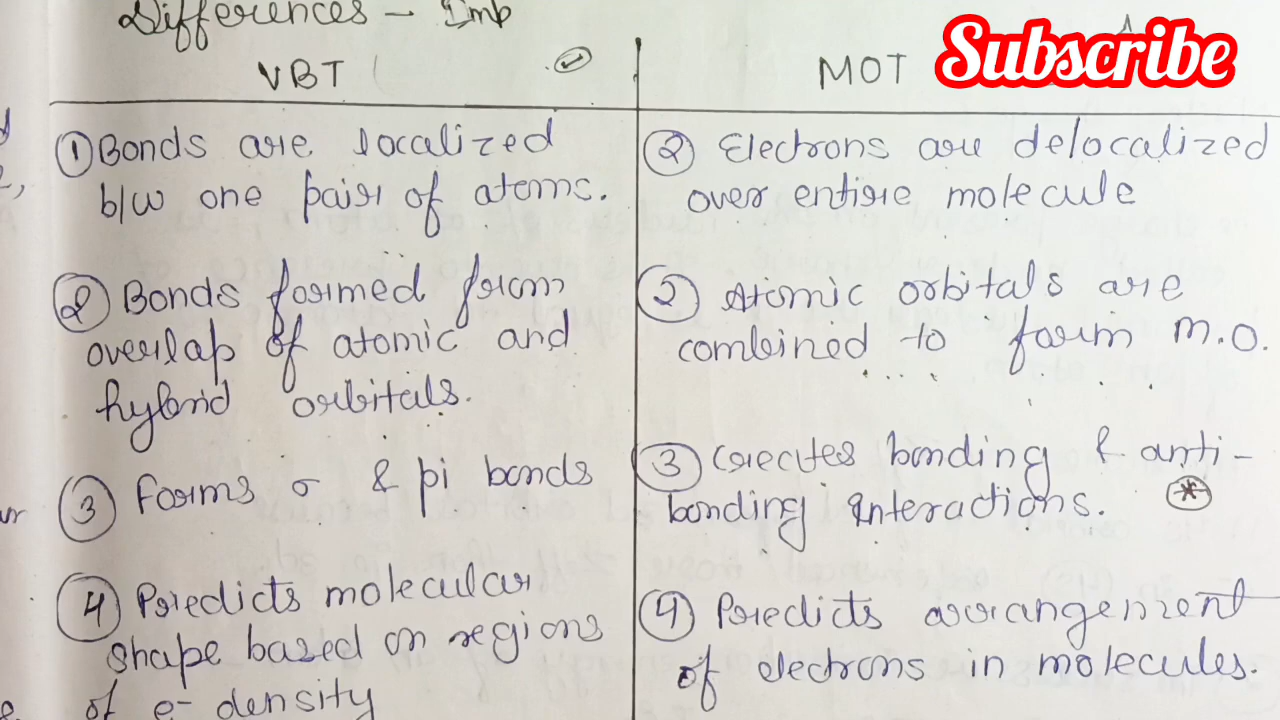 Differences - Imp
VBT
MOT
Subscribe
① Bonds are localized
b/w one pair of atoms.
② Bonds formed from
overlap of atomic and
hybrid orbitals.
③ Forms σ & pi bonds
④ Predicts molecular
shape based on regions
of e- density
② Electrons are delocalized
over entire molecule
② Atomic orbitals are
combined to form M.O.
③ Creates bonding & anti-
bonding interactions. *
④ Predicts arrangement
of electrons in molecules.